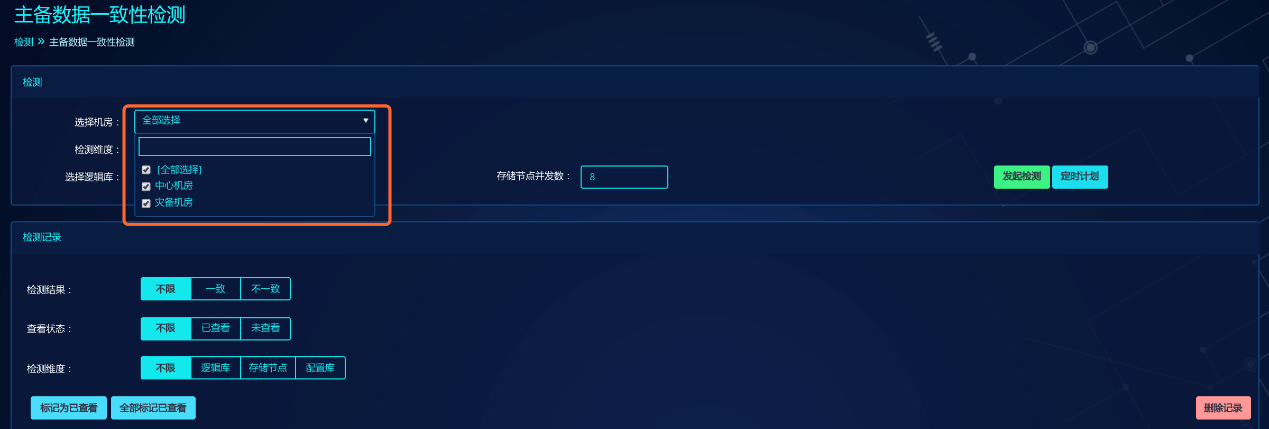 主备数据一致性检测
检测 » 主备数据一致性检测
检测
选择机房： 全部选择
检测维度：
[全部选择]
选择逻辑库： 中心机房 存储节点并发数： 8 发起检测 定时计划
灾备机房
检测记录
检测结果： 不限 一致 不一致
查看状态： 不限 已查看 未查看
检测维度： 不限 逻辑库 存储节点 配置库
标记为已查看 全部标记已查看 删除记录